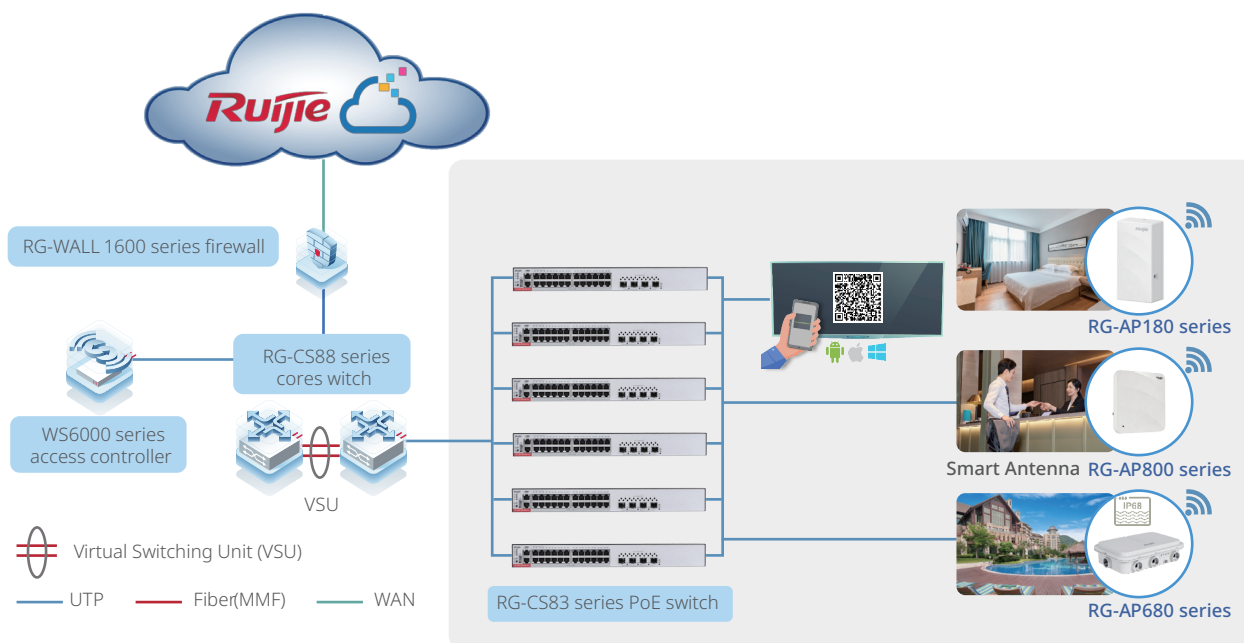 Ruijie
RG-WALL 1600 series firewall
RG-CS88 series
cores witch
WS6000 series
access controller
VSU
Virtual Switching Unit (VSU)
UTP
Fiber(MMF)
WAN
RG-CS83 series PoE switch
RG-AP180 series
Smart Antenna
RG-AP800 series
IP68
RG-AP680 series